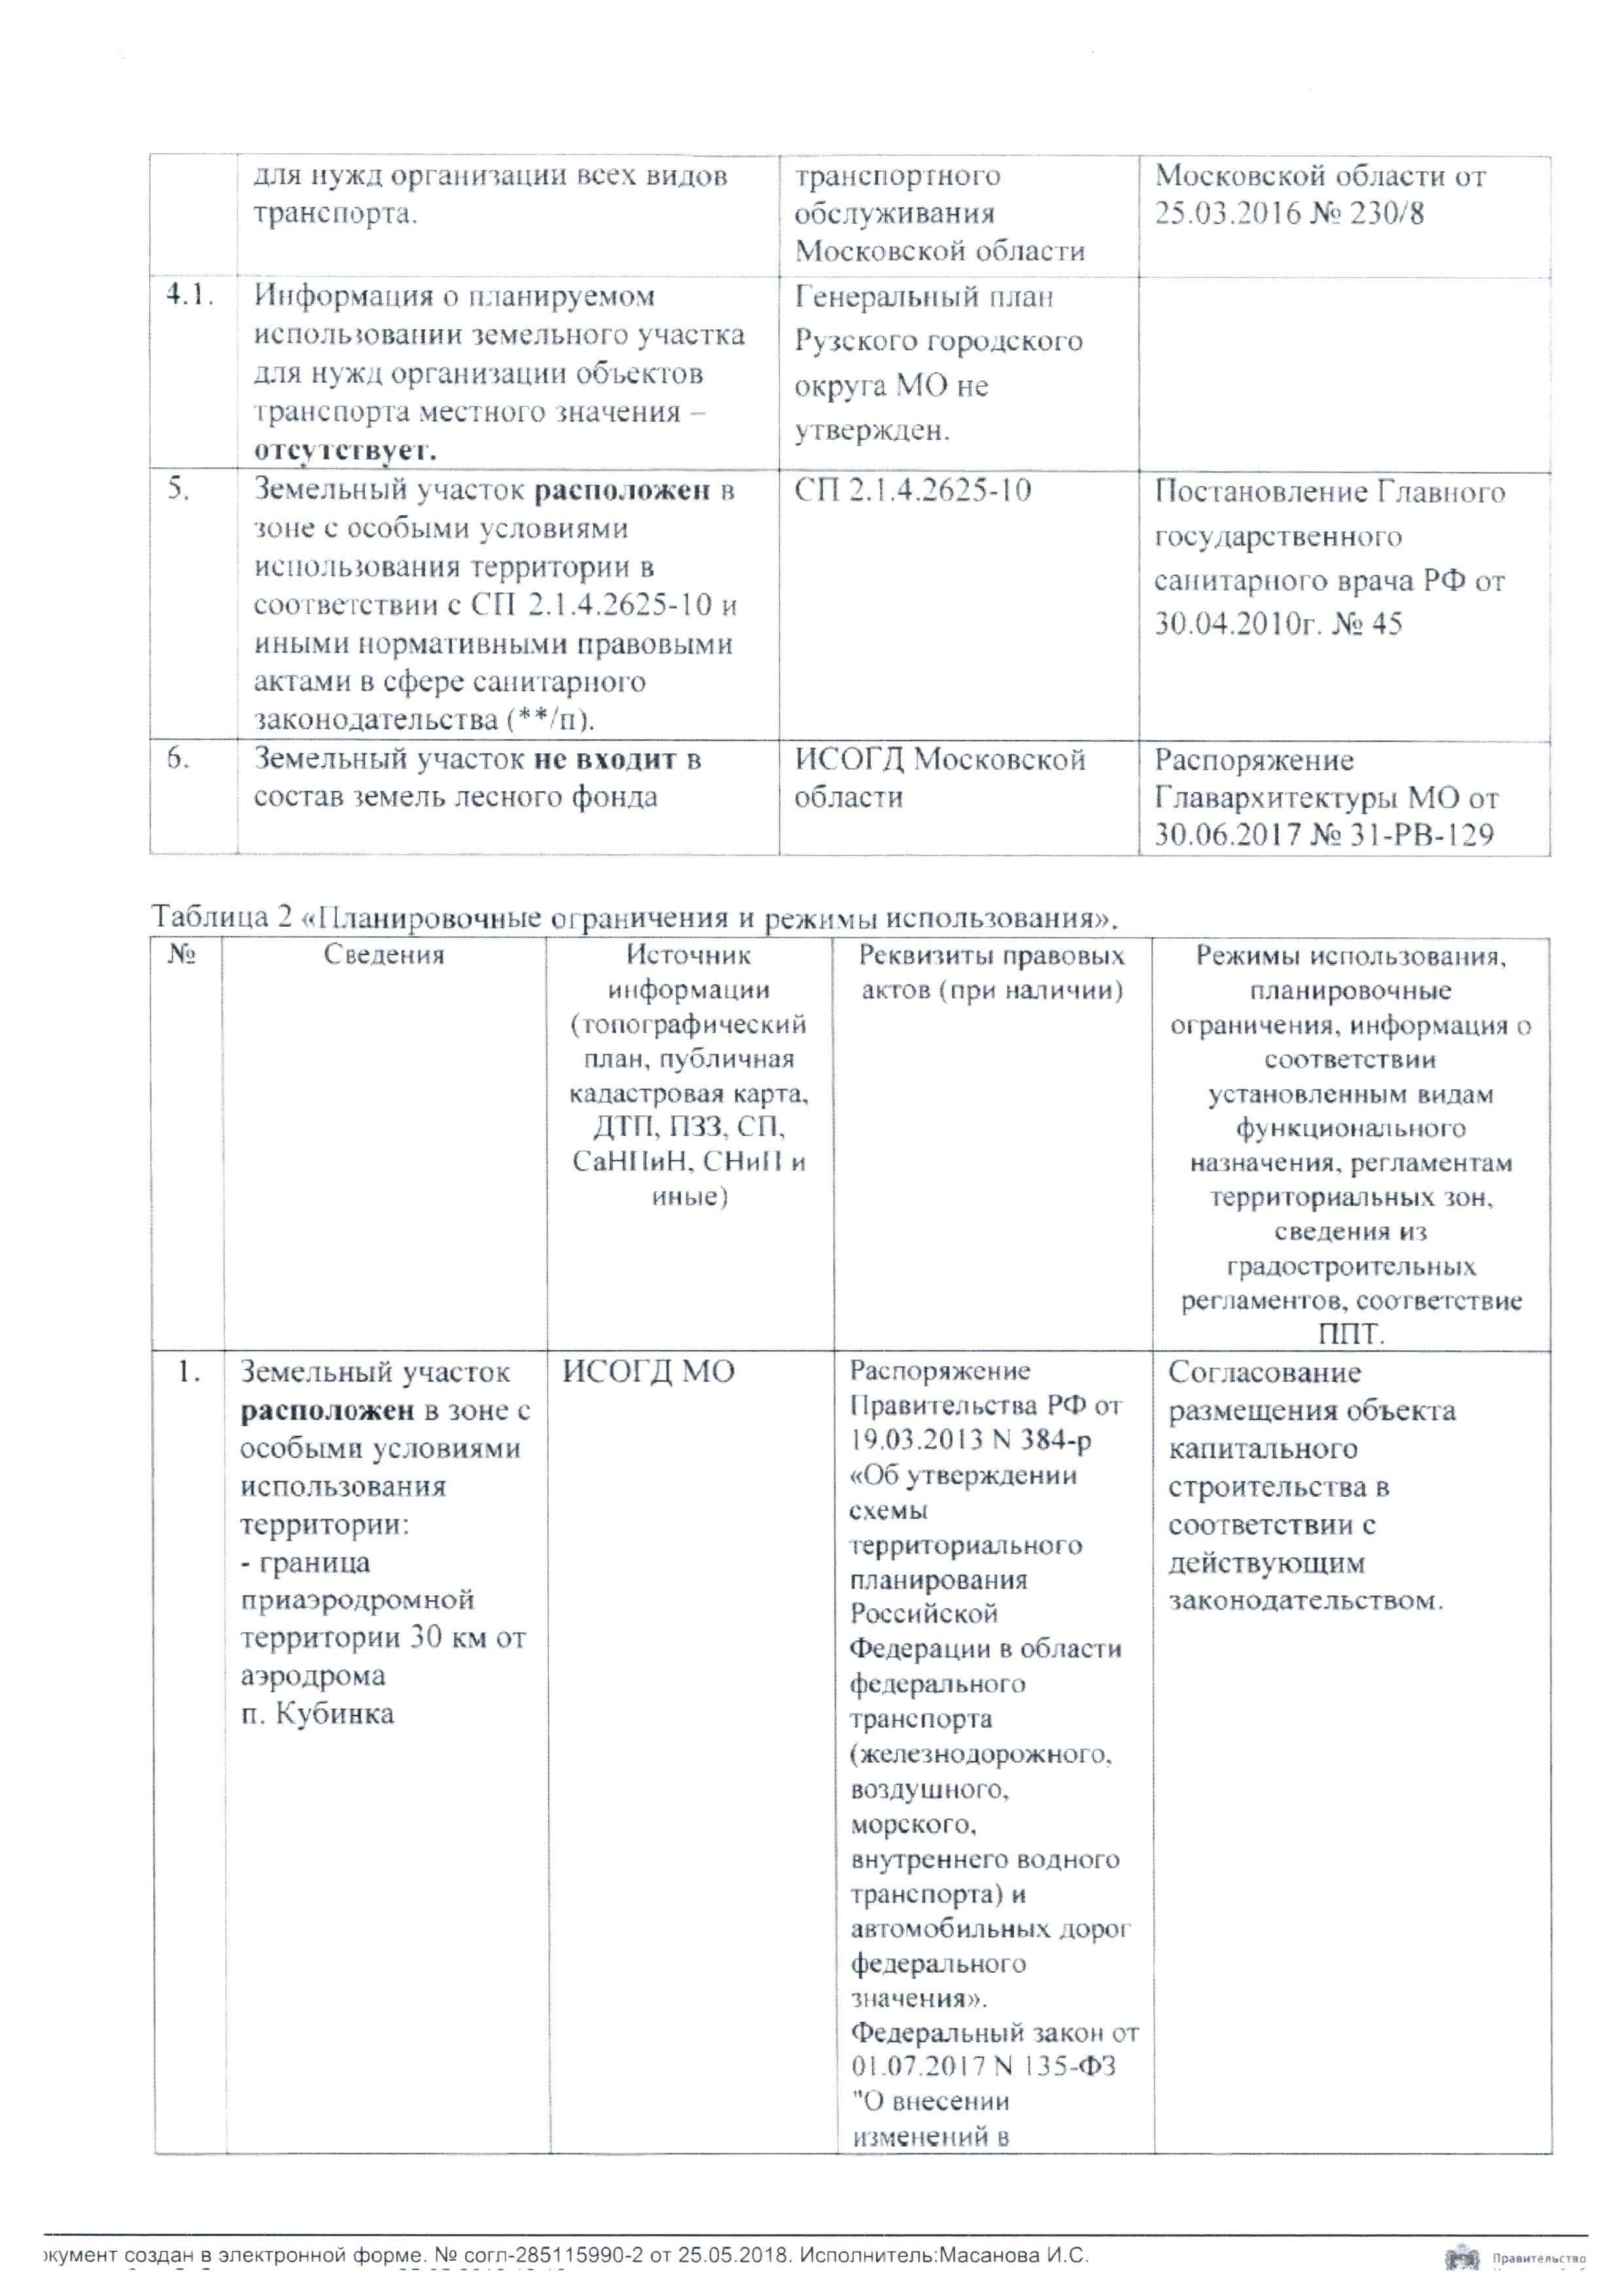 для нужд организации всех видов
транспорта.
транспортного
обслуживания
Московской области
Московской области от
25.03.2016 № 230/8
4.1.
Информация о планируемом
использовании земельного участка
для нужд организации объектов
транспорта местного значения –
отсутствует.
Генеральный план
Рузского городского
округа МО не
утвержден.
5.
Земельный участок расположен в
зоне с особыми условиями
использования территории в
соответствии с СП 2.1.4.2625-10 и
иными нормативными правовыми
актами в сфере санитарного
законодательства (**/п).
СП 2.1.4.2625-10
Постановление Главного
государственного
санитарного врача РФ от
30.04.2010г. № 45
6.
Земельный участок не входит в
состав земель лесного фонда
ИСОГД Московской
области
Распоряжение
Главархитектуры МО от
30.06.2017 № 31-РВ-129
Таблица 2 «Планировочные ограничения и режимы использования».
№
Сведения
Источник
информации
(топографический
план, публичная
кадастровая карта,
ДТП, ПЗЗ, СП,
СаНПиН, СНиП и
иные)
Реквизиты правовых
актов (при наличии)
Режимы использования,
планировочные
ограничения, информация о
соответствии
установленным видам
функционального
назначения, регламентам
территориальных зон,
сведения из
градостроительных
регламентов, соответствие
ППТ.
1.
Земельный участок
расположен в зоне с
особыми условиями
использования
территории:
- граница
приаэродромной
территории 30 км от
аэродрома
п. Кубинка
ИСОГД МО
Распоряжение
Правительства РФ от
19.03.2013 N 384-р
«Об утверждении
схемы
территориального
планирования
Российской
Федерации в области
федерального
транспорта
(железнодорожного,
воздушного,
морского,
внутреннего водного
транспорта) и
автомобильных дорог
федерального
значения».
Федеральный закон от
01.07.2017 N 135-ФЗ
"О внесении
изменений в
Согласование
размещения объекта
капитального
строительства в
соответствии с
действующим
законодательством.
окумент создан в электронной форме. № согл-285115990-2 от 25.05.2018. Исполнитель:Масанова И.С.
Правительство